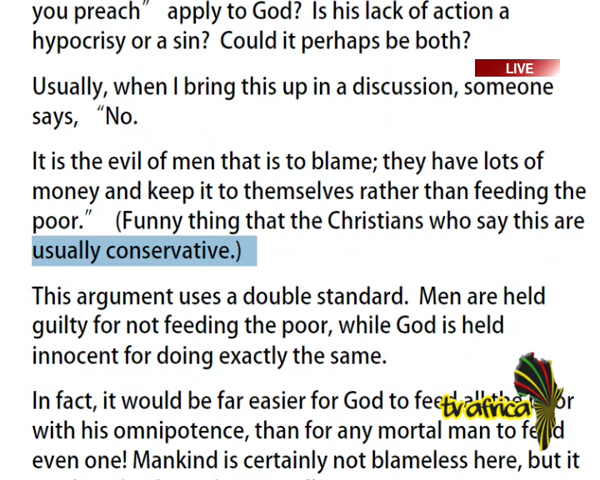 you preach” apply to God? Is his lack of action a
hypocrisy or a sin? Could it perhaps be both?
LIVE
Usually, when I bring this up in a discussion, someone
says, “No.
It is the evil of men that is to blame; they have lots of
money and keep it to themselves rather than feeding the
poor.” (Funny thing that the Christians who say this are
usually conservative.)
This argument uses a double standard. Men are held
guilty for not feeding the poor, while God is held
innocent for doing exactly the same.
In fact, it would be far easier for God to feed all the
tv africa
with his omnipotence, than for any mortal man to feed
even one! Mankind is certainly not blameless here, but it